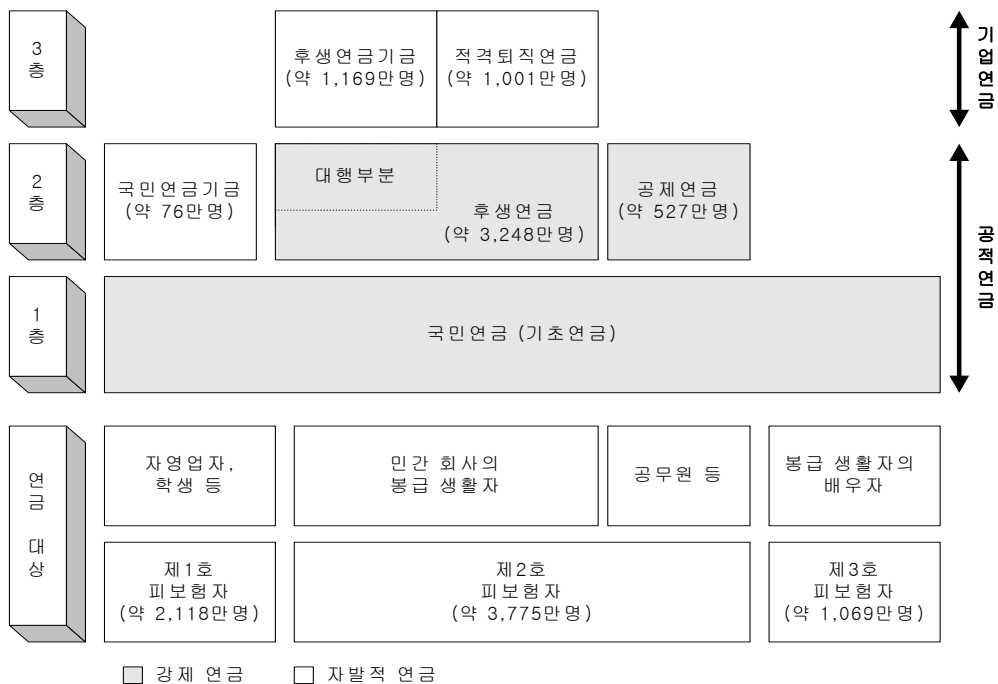 3
층
후생연금기금
(약 1,169만명)
적격퇴직연금
(약 1,001만명)
기
업
연
금
2
층
국민연금기금
(약 76만명)
대행부분
후생연금
(약 3,248만명)
공제연금
(약 527만명)
공
적
연
금
1
층
국민연금 (기초연금)
연
금
대
상
자영업자,
학생 등
민간 회사의
봉급 생활자
공무원 등
봉급 생활자의
배우자
제1호
피보험자
(약 2,118만명)
제2호
피보험자
(약 3,775만명)
제3호
피보험자
(약 1,069만명)
강제 연금
자발적 연금